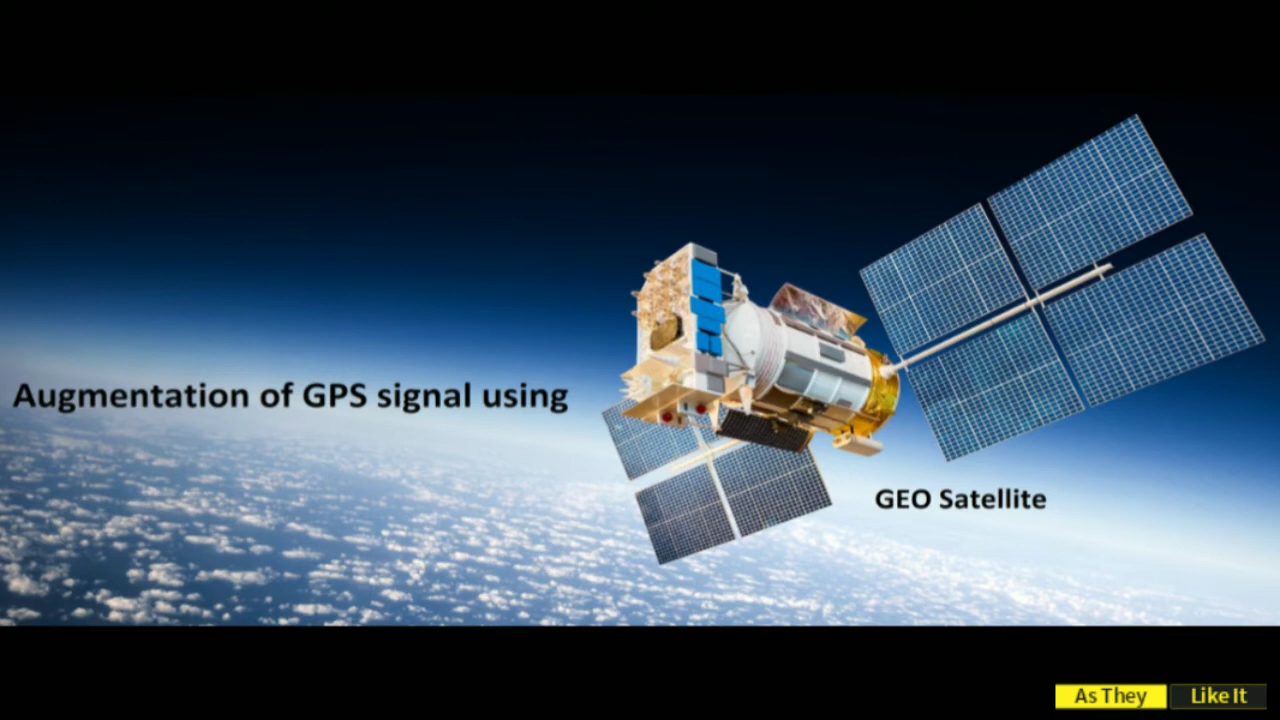 Augmentation of GPS signal using
GEO Satellite
As They Like It